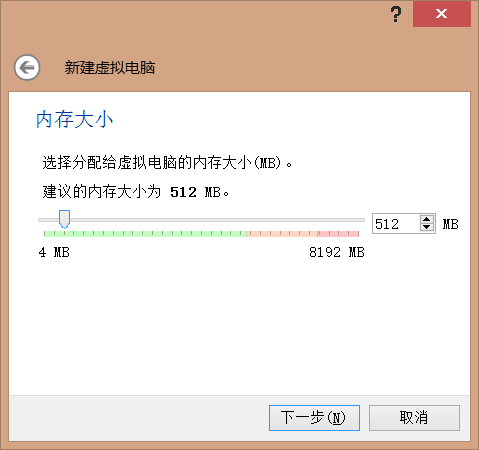 ?
新建虚拟电脑
内存大小
选择分配给虚拟电脑的内存大小(MB)。
建议的内存大小为 512 MB。
512 MB
4 MB 8192 MB
下一步(N) 取消